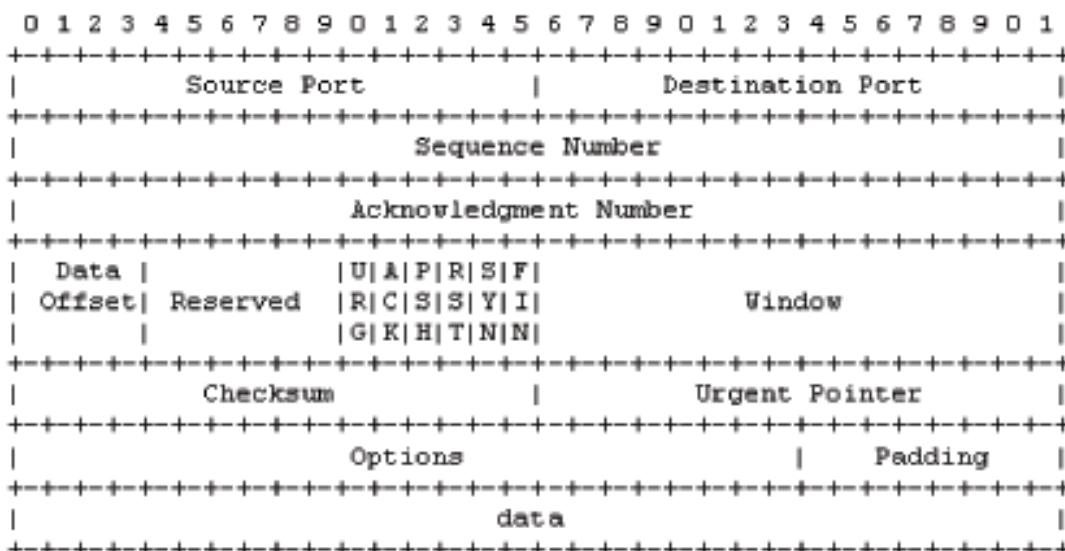 0 1 2 3 4 5 6 7 8 9 0 1 2 3 4 5 6 7 8 9 0 1 2 3 4 5 6 7 8 9 0 1
+-+-+-+-+-+-+-+-+-+-+-+-+-+-+-+-+-+-+-+-+-+-+-+-+-+-+-+-+-+-+-+-+
| Source Port | Destination Port |
+-+-+-+-+-+-+-+-+-+-+-+-+-+-+-+-+-+-+-+-+-+-+-+-+-+-+-+-+-+-+-+-+
| Sequence Number |
+-+-+-+-+-+-+-+-+-+-+-+-+-+-+-+-+-+-+-+-+-+-+-+-+-+-+-+-+-+-+-+-+
| Acknowledgment Number |
+-+-+-+-+-+-+-+-+-+-+-+-+-+-+-+-+-+-+-+-+-+-+-+-+-+-+-+-+-+-+-+-+
| Data | |U|A|P|R|S|F| |
| Offset| Reserved |R|C|S|S|Y|I| Window |
| | |G|K|H|T|N|N| |
+-+-+-+-+-+-+-+-+-+-+-+-+-+-+-+-+-+-+-+-+-+-+-+-+-+-+-+-+-+-+-+-+
| Checksum | Urgent Pointer |
+-+-+-+-+-+-+-+-+-+-+-+-+-+-+-+-+-+-+-+-+-+-+-+-+-+-+-+-+-+-+-+-+
| Options | Padding |
+-+-+-+-+-+-+-+-+-+-+-+-+-+-+-+-+-+-+-+-+-+-+-+-+-+-+-+-+-+-+-+-+
| data |
+-+-+-+-+-+-+-+-+-+-+-+-+-+-+-+-+-+-+-+-+-+-+-+-+-+-+-+-+-+-+-+-+